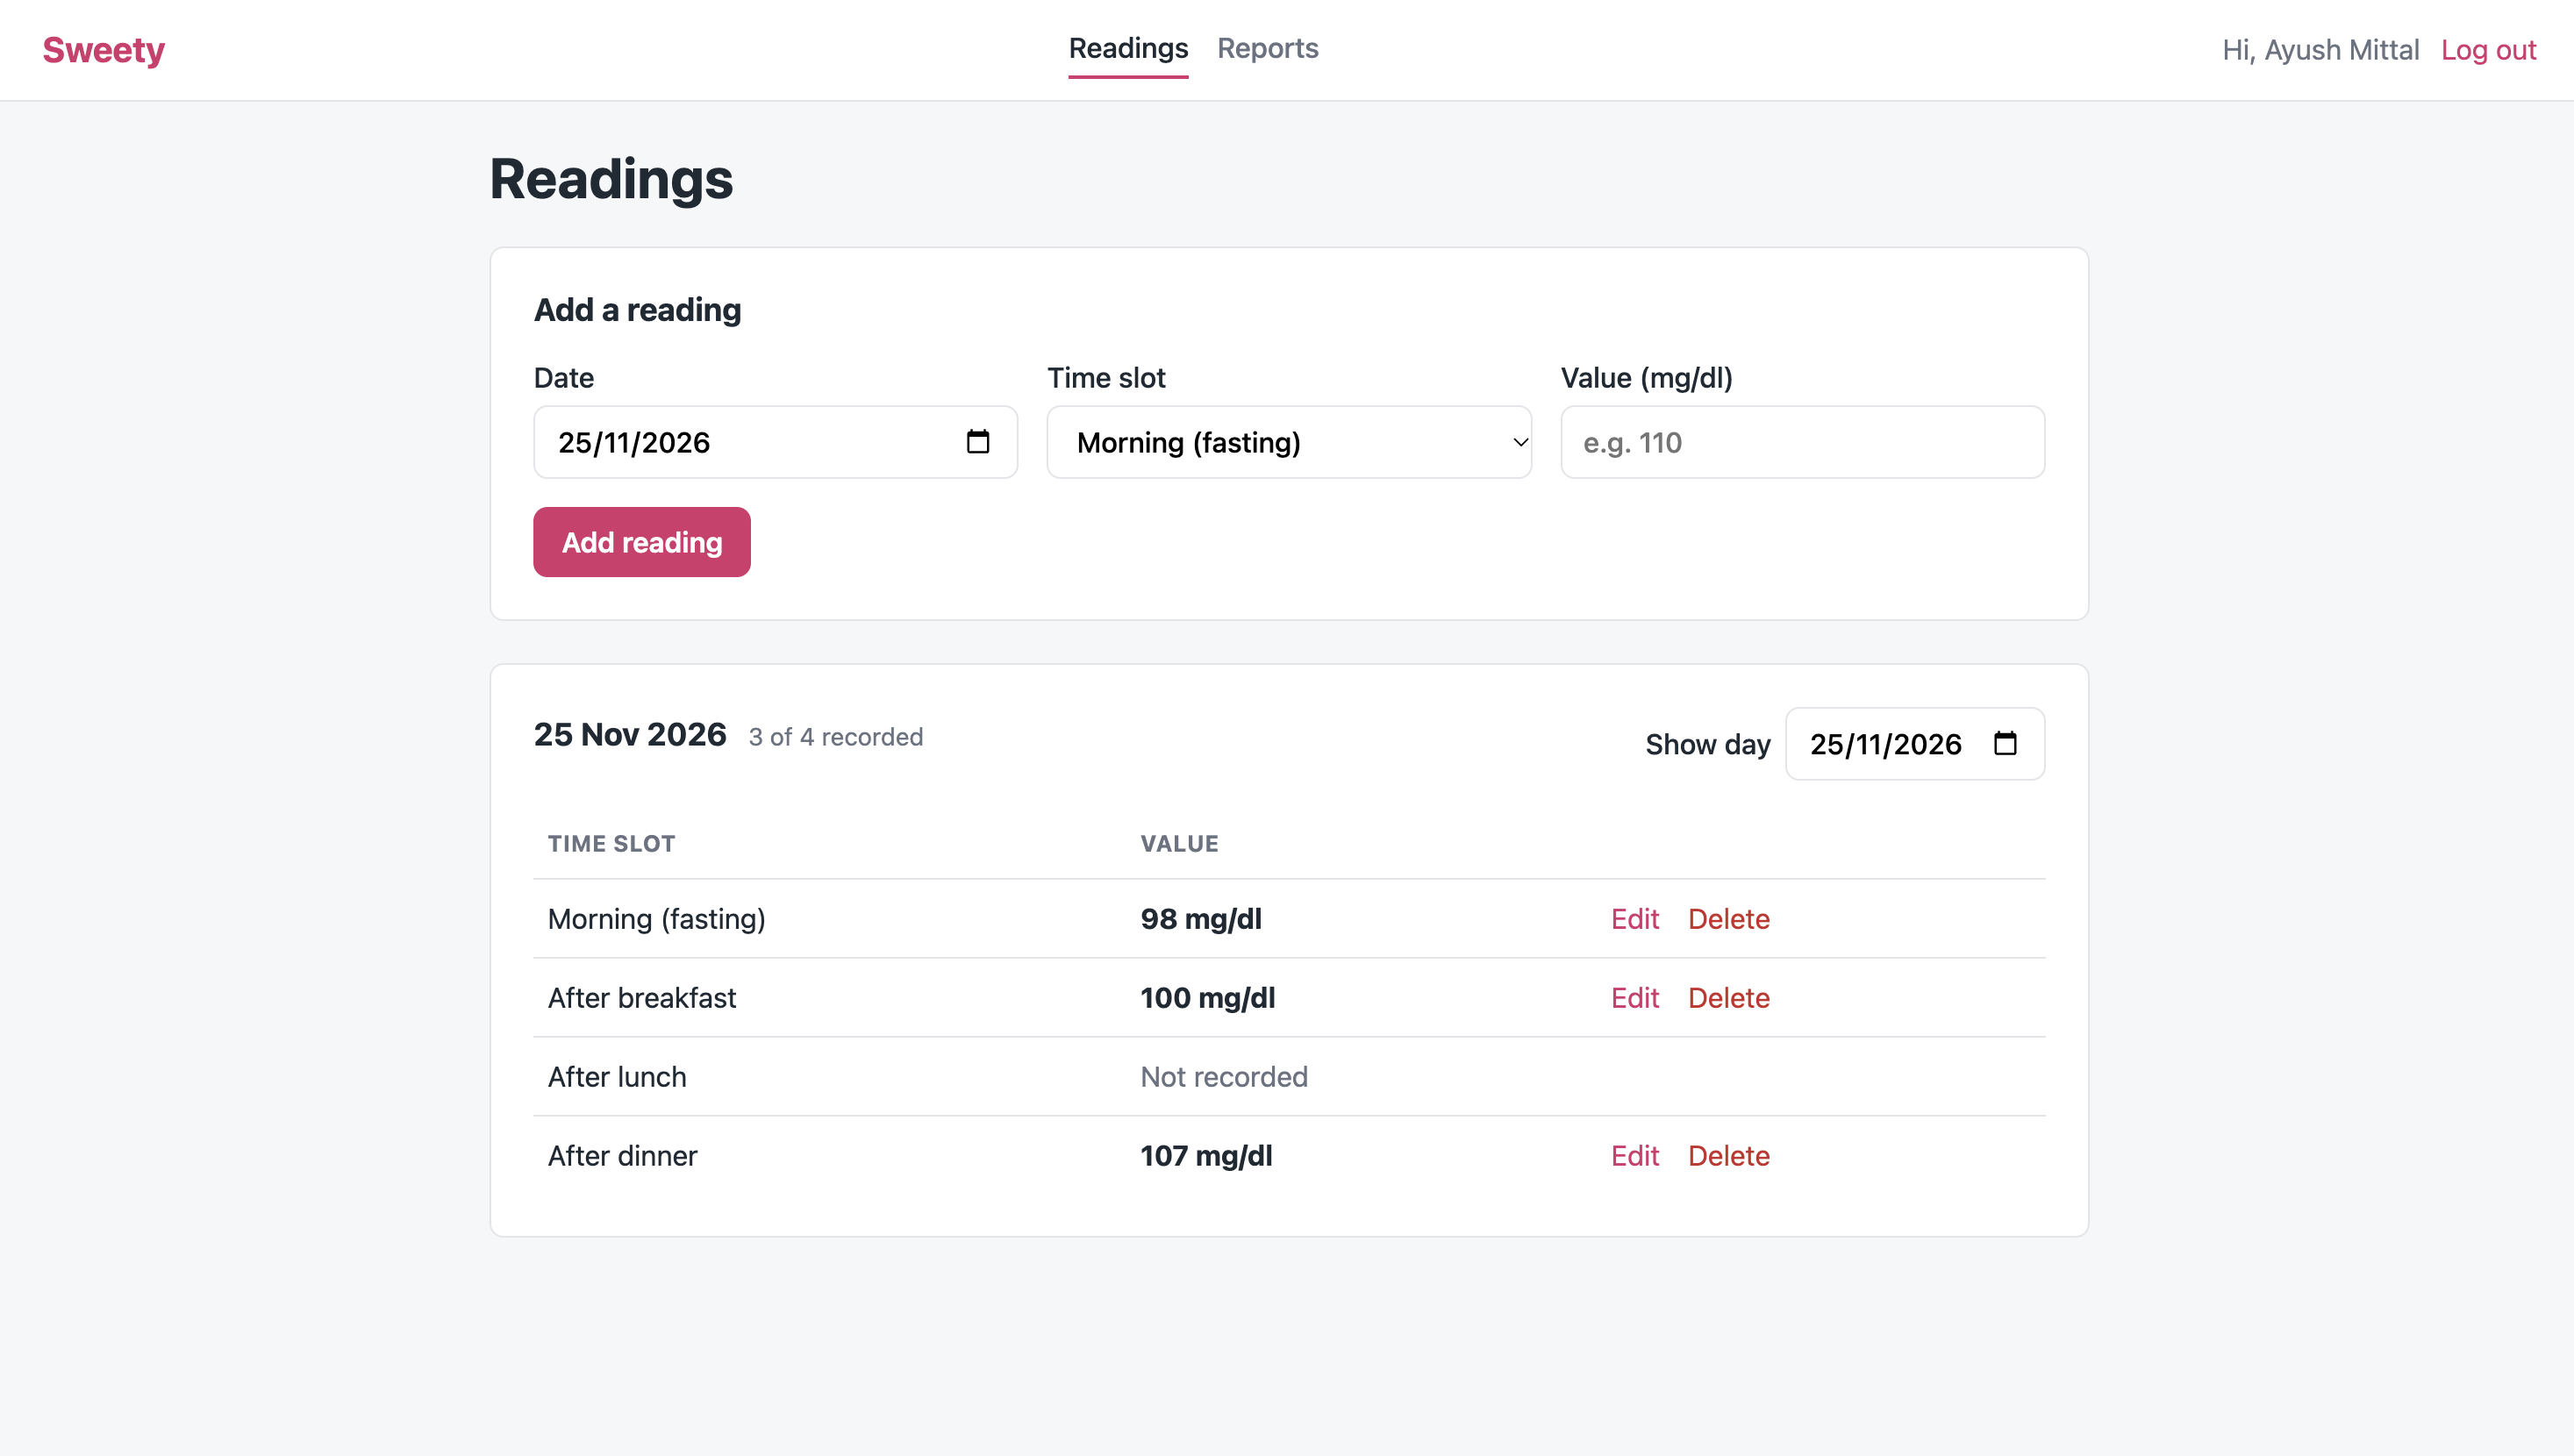 Sweety
Readings Reports
Hi, Ayush Mittal Log out
Readings
Add a reading
Date Time slot Value (mg/dl)
25/11/2026 Morning (fasting) e.g. 110
Add reading
25 Nov 2026 3 of 4 recorded Show day 25/11/2026
TIME SLOT VALUE
Morning (fasting) 98 mg/dl Edit Delete
After breakfast 100 mg/dl Edit Delete
After lunch Not recorded
After dinner 107 mg/dl Edit Delete